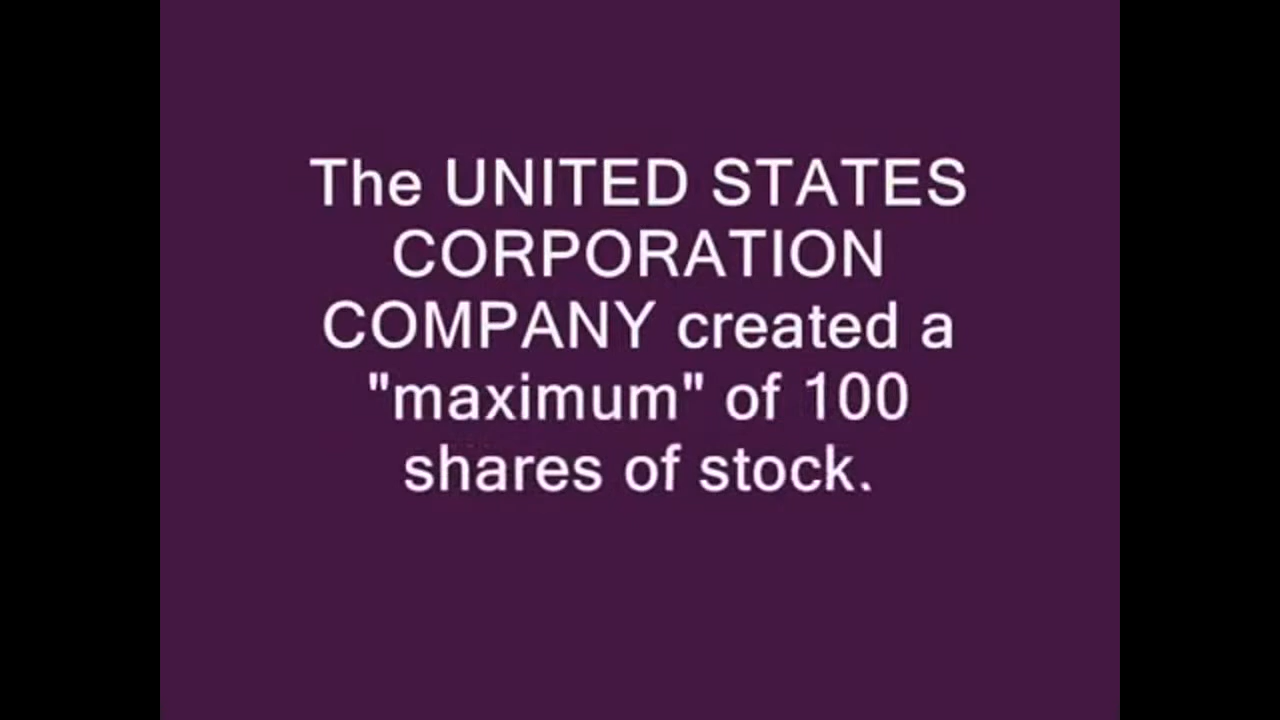 The UNITED STATES
CORPORATION
COMPANY created a
"maximum" of 100
shares of stock.